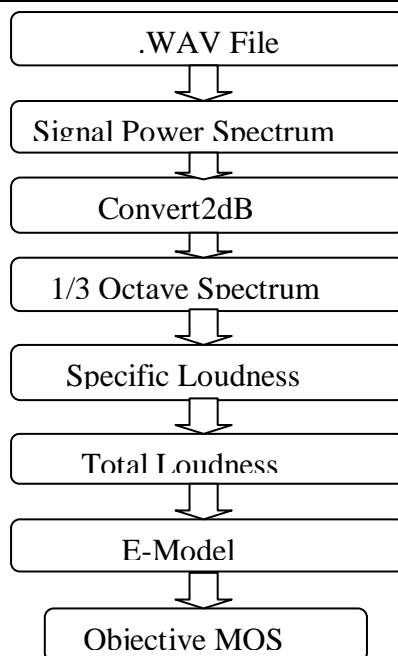 .WAV File
Signal Power Spectrum
Convert2dB
1/3 Octave Spectrum
Specific Loudness
Total Loudness
E-Model
Objective MOS